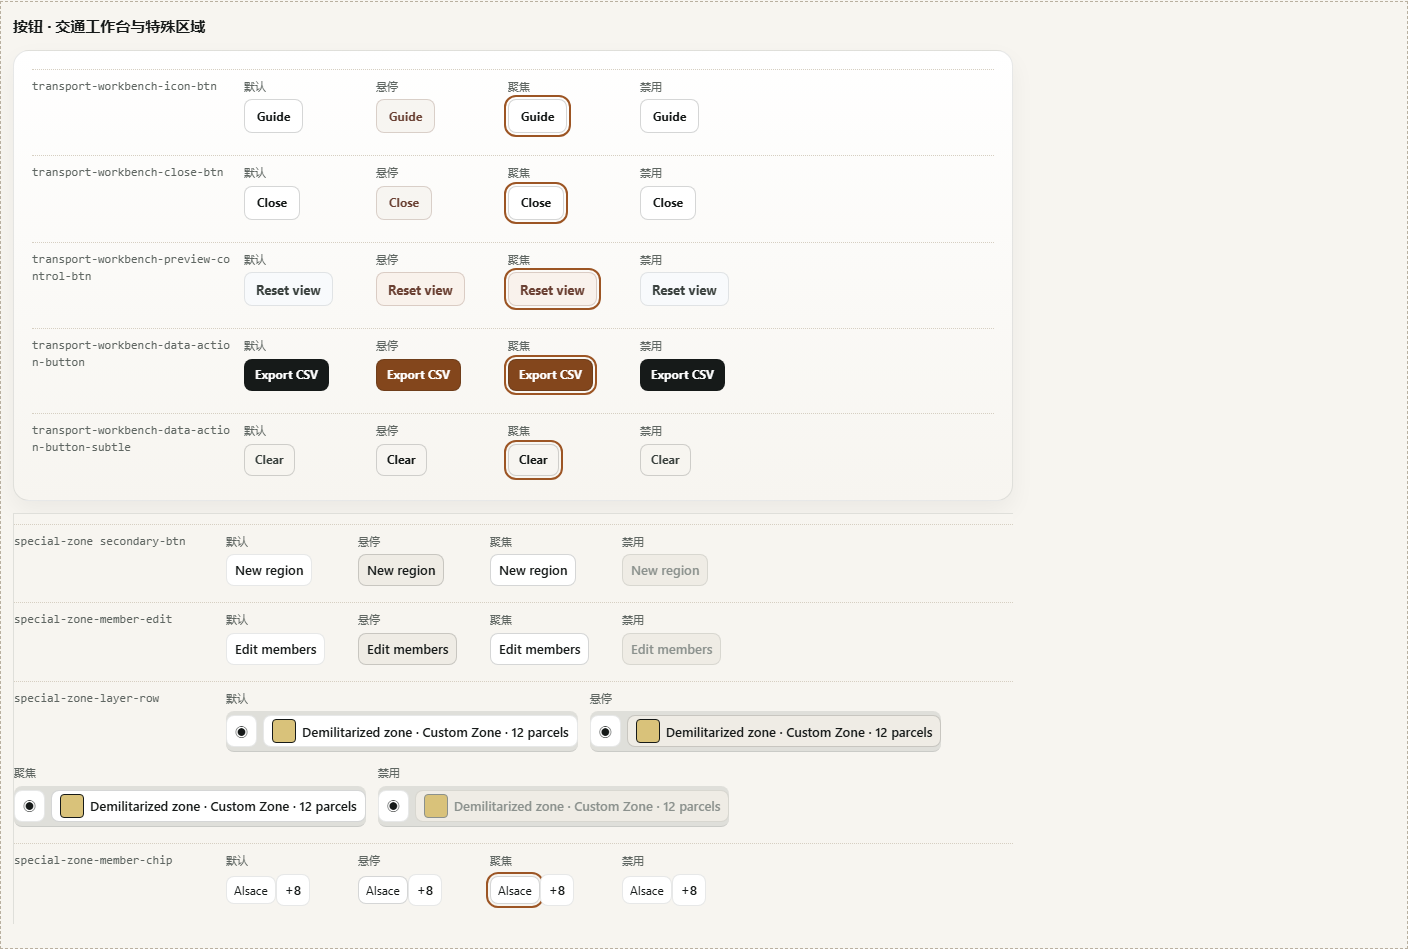 按钮 · 交通工作台与特殊区域
transport-workbench-icon-btn 默认 悬停 聚焦 禁用
Guide Guide Guide Guide
transport-workbench-close-btn 默认 悬停 聚焦 禁用
Close Close Close Close
transport-workbench-preview-co 默认 悬停 聚焦 禁用
ntrol-btn
Reset view Reset view Reset view Reset view
transport-workbench-data-actio 默认 悬停 聚焦 禁用
n-button
Export CSV Export CSV Export CSV Export CSV
transport-workbench-data-actio 默认 悬停 聚焦 禁用
n-button-subtle
Clear Clear Clear Clear
special-zone secondary-btn 默认 悬停 聚焦 禁用
New region New region New region New region
special-zone-member-edit 默认 悬停 聚焦 禁用
Edit members Edit members Edit members Edit members
special-zone-layer-row 默认 悬停
Demilitarized zone · Custom Zone · 12 parcels Demilitarized zone · Custom Zone · 12 parcels
聚焦 禁用
Demilitarized zone · Custom Zone · 12 parcels Demilitarized zone · Custom Zone · 12 parcels
special-zone-member-chip 默认 悬停 聚焦 禁用
Alsace +8 Alsace +8 Alsace +8 Alsace +8